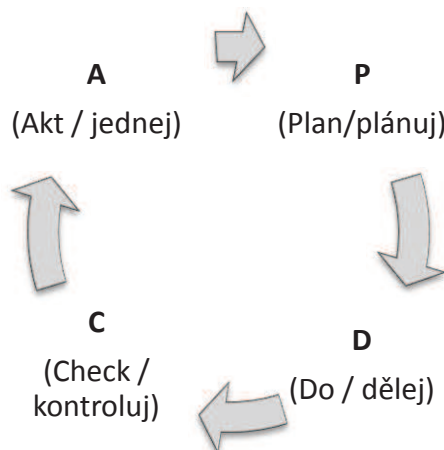 A
(Akt / jednej)
P
(Plan/plánuj)
D
(Do / dělej)
C
(Check /
kontroluj)